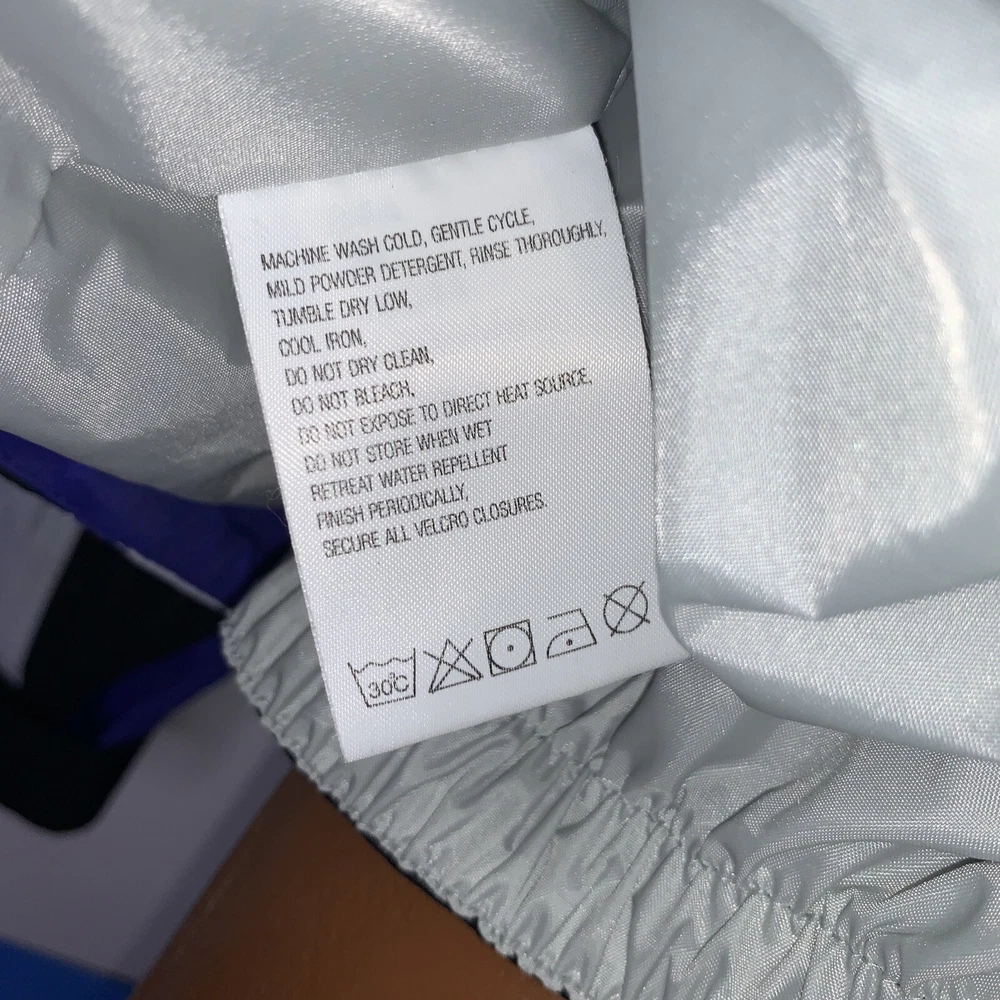 MACHINE WASH COLD, GENTLE CYCLE,
MILD POWDER DETERGENT, RINSE THOROUGHLY,
TUMBLE DRY LOW,
COOL IRON,
DO NOT DRY CLEAN,
DO NOT BLEACH,
DO NOT EXPOSE TO DIRECT HEAT SOURCE,
DO NOT STORE WHEN WET
RETREAT WATER REPELLENT
FINISH PERIODICALLY,
SECURE ALL VELCRO CLOSURES.
30°C